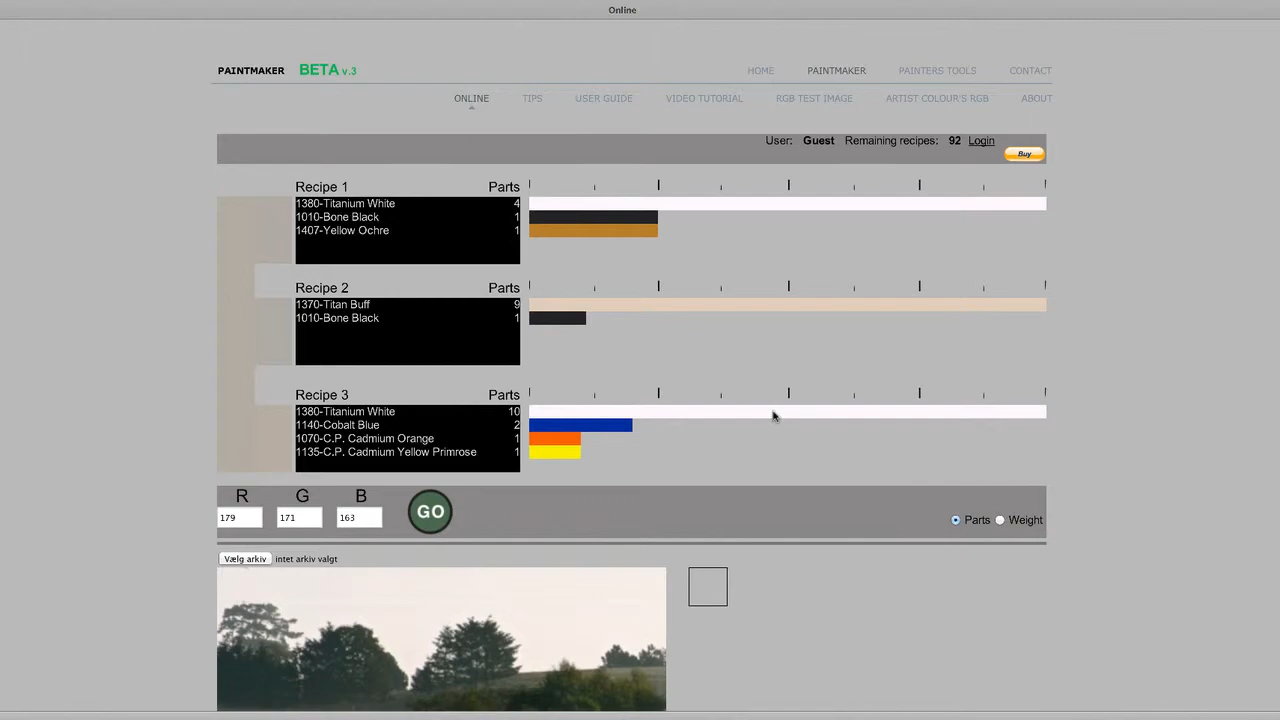 Online
PAINTMAKER BETA v.3
HOME PAINTMAKER PAINTERS TOOLS CONTACT
ONLINE TIPS USER GUIDE VIDEO TUTORIAL RGB TEST IMAGE ARTIST COLOUR'S RGB ABOUT
User: Guest Remaining recipes: 92 Login
Buy
Recipe 1 Parts
1380-Titanium White 4
1010-Bone Black 1
1407-Yellow Ochre 1
Recipe 2 Parts
1370-Titan Buff 9
1010-Bone Black 1
Recipe 3 Parts
1380-Titanium White 10
1140-Cobalt Blue 2
1070-C.P. Cadmium Orange 1
1135-C.P. Cadmium Yellow Primrose 1
R G B
179 171 163 GO
Parts Weight
Vælg arkiv intet arkiv valgt